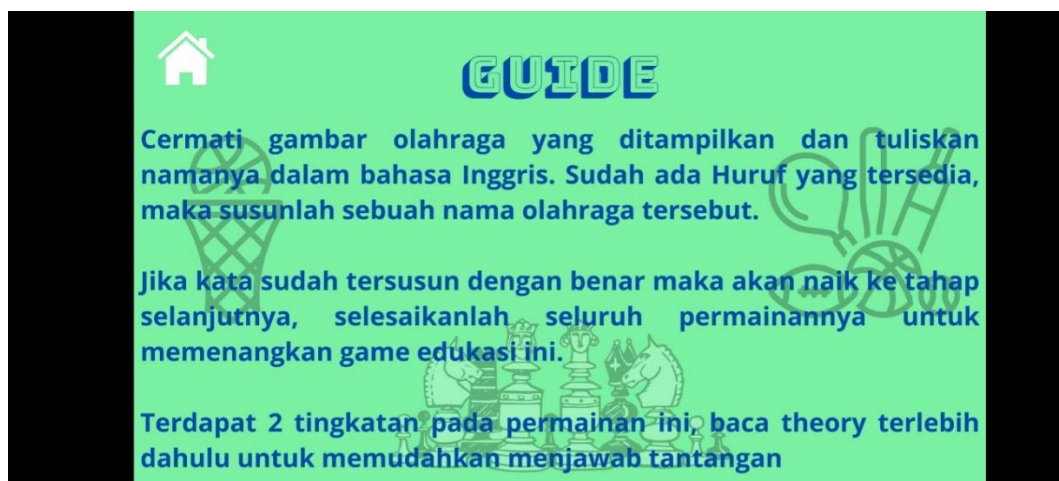 GUIDE
Cermati gambar olahraga yang ditampilkan dan tuliskan
namanya dalam bahasa Inggris. Sudah ada Huruf yang tersedia,
maka susunlah sebuah nama olahraga tersebut.
Jika kata sudah tersusun dengan benar maka akan naik ke tahap
selanjutnya, selesaikanlah seluruh permainannya untuk
memenangkan game edukasi ini.
Terdapat 2 tingkatan pada permainan ini, baca theory terlebih
dahulu untuk memudahkan menjawab tantangan